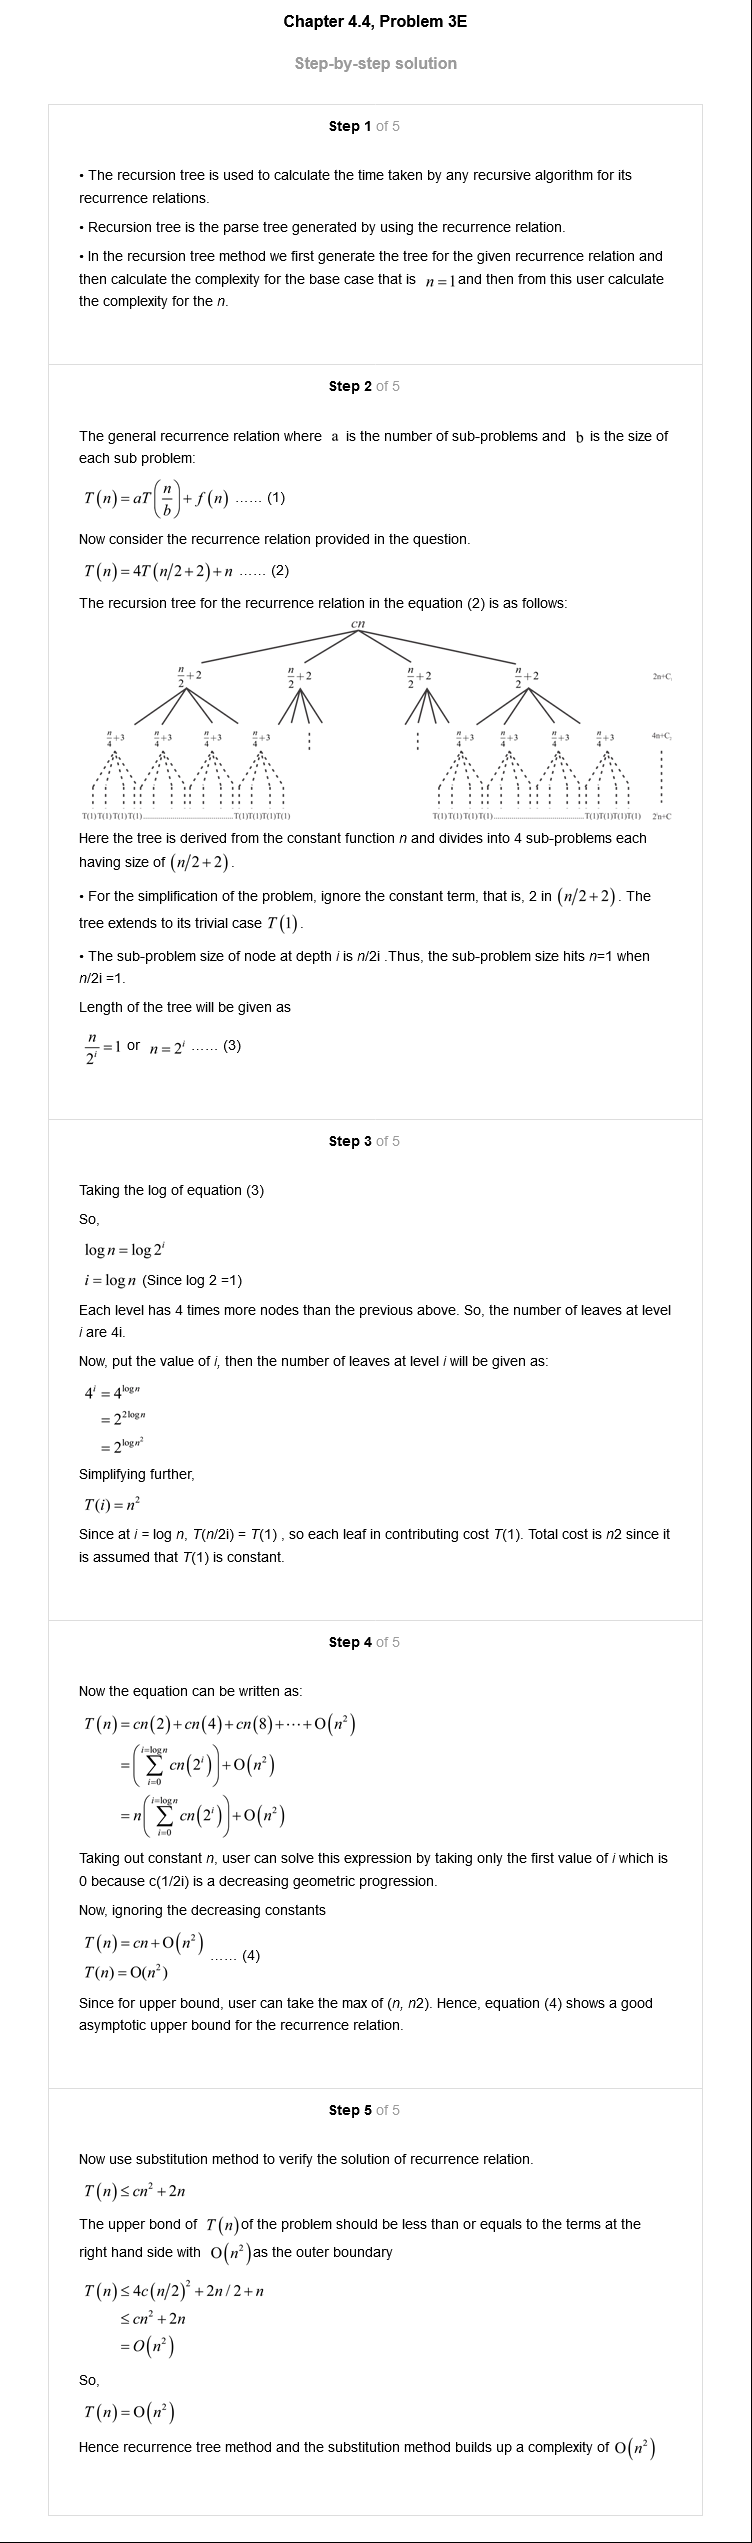 Chapter 4.4, Problem 3E
Step-by-step solution
Step 1 of 5
• The recursion tree is used to calculate the time taken by any recursive algorithm for its
recurrence relations.
• Recursion tree is the parse tree generated by using the recurrence relation.
• In the recursion tree method we first generate the tree for the given recurrence relation and
then calculate the complexity for the base case that is n = 1 and then from this user calculate
the complexity for the n.
Step 2 of 5
The general recurrence relation where a is the number of sub-problems and b is the size of
each sub problem:
T(n) = aT(n/b) + f(n) ...... (1)
Now consider the recurrence relation provided in the question.
T(n) = 4T(n/2+2)+n ...... (2)
The recursion tree for the recurrence relation in the equation (2) is as follows:
cn
n/2+2 n/2+2 n/2+2 n/2+2 2n+C,
n/4+3 n/4+3 n/4+3 n/4+3 n/4+3 n/4+3 n/4+3 n/4+3 4n+C,
T(1)T(1)T(1)T(1)....................T(1)T(1)T(1)T(1) T(1)T(1)T(1)T(1)....................T(1)T(1)T(1)T(1) 2'n+C
Here the tree is derived from the constant function n and divides into 4 sub-problems each
having size of (n/2+2).
• For the simplification of the problem, ignore the constant term, that is, 2 in (n/2+2). The
tree extends to its trivial case T(1).
• The sub-problem size of node at depth i is n/2i .Thus, the sub-problem size hits n=1 when
n/2i =1.
Length of the tree will be given as
n/2^i = 1 or n = 2^i ...... (3)
Step 3 of 5
Taking the log of equation (3)
So,
log n = log 2^i
i = log n (Since log 2 =1)
Each level has 4 times more nodes than the previous above. So, the number of leaves at level
i are 4i.
Now, put the value of i, then the number of leaves at level i will be given as:
4^i = 4^(log n)
= 2^(2 log n)
= 2^(log n^2)
Simplifying further,
T(i) = n^2
Since at i = log n, T(n/2i) = T(1) , so each leaf in contributing cost T(1). Total cost is n2 since it
is assumed that T(1) is constant.
Step 4 of 5
Now the equation can be written as:
T(n) = cn(2)+cn(4)+cn(8)+⋯+O(n^2)
= (∑_{i=0}^{i=log n} cn(2^i)) + O(n^2)
= n(∑_{i=0}^{i=log n} cn(2^i)) + O(n^2)
Taking out constant n, user can solve this expression by taking only the first value of i which is
0 because c(1/2i) is a decreasing geometric progression.
Now, ignoring the decreasing constants
T(n) = cn + O(n^2)
...... (4)
T(n) = O(n^2)
Since for upper bound, user can take the max of (n, n2). Hence, equation (4) shows a good
asymptotic upper bound for the recurrence relation.
Step 5 of 5
Now use substitution method to verify the solution of recurrence relation.
T(n) ≤ cn^2 + 2n
The upper bond of T(n) of the problem should be less than or equals to the terms at the
right hand side with O(n^2) as the outer boundary
T(n) ≤ 4c(n/2)^2 + 2n/2 + n
≤ cn^2 + 2n
= O(n^2)
So,
T(n) = O(n^2)
Hence recurrence tree method and the substitution method builds up a complexity of O(n^2)